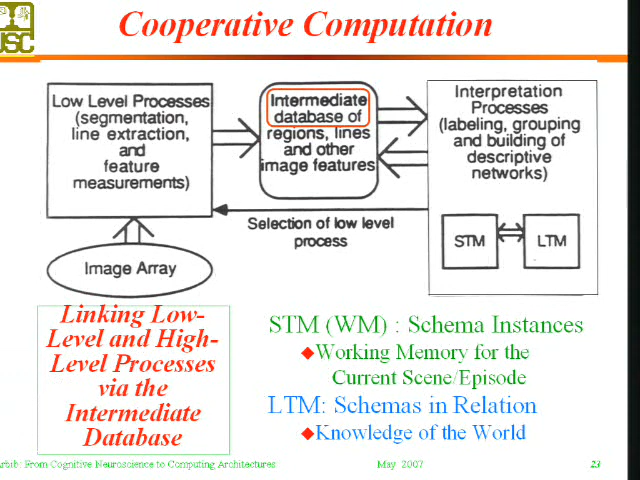 USC
Cooperative Computation
Low Level Processes
(segmentation,
line extraction,
and
feature
measurements)
Intermediate
database of
regions, lines
and other
image features
Interpretation
Processes
(labeling, grouping
and building of
descriptive
networks)
STM
LTM
Selection of low level
process
Image Array
Linking Low-
Level and High-
Level Processes
via the
Intermediate
Database
STM (WM) : Schema Instances
Working Memory for the
Current Scene/Episode
LTM: Schemas in Relation
Knowledge of the World
Arbib: From Cognitive Neuroscience to Computing Architectures
May 2007
23